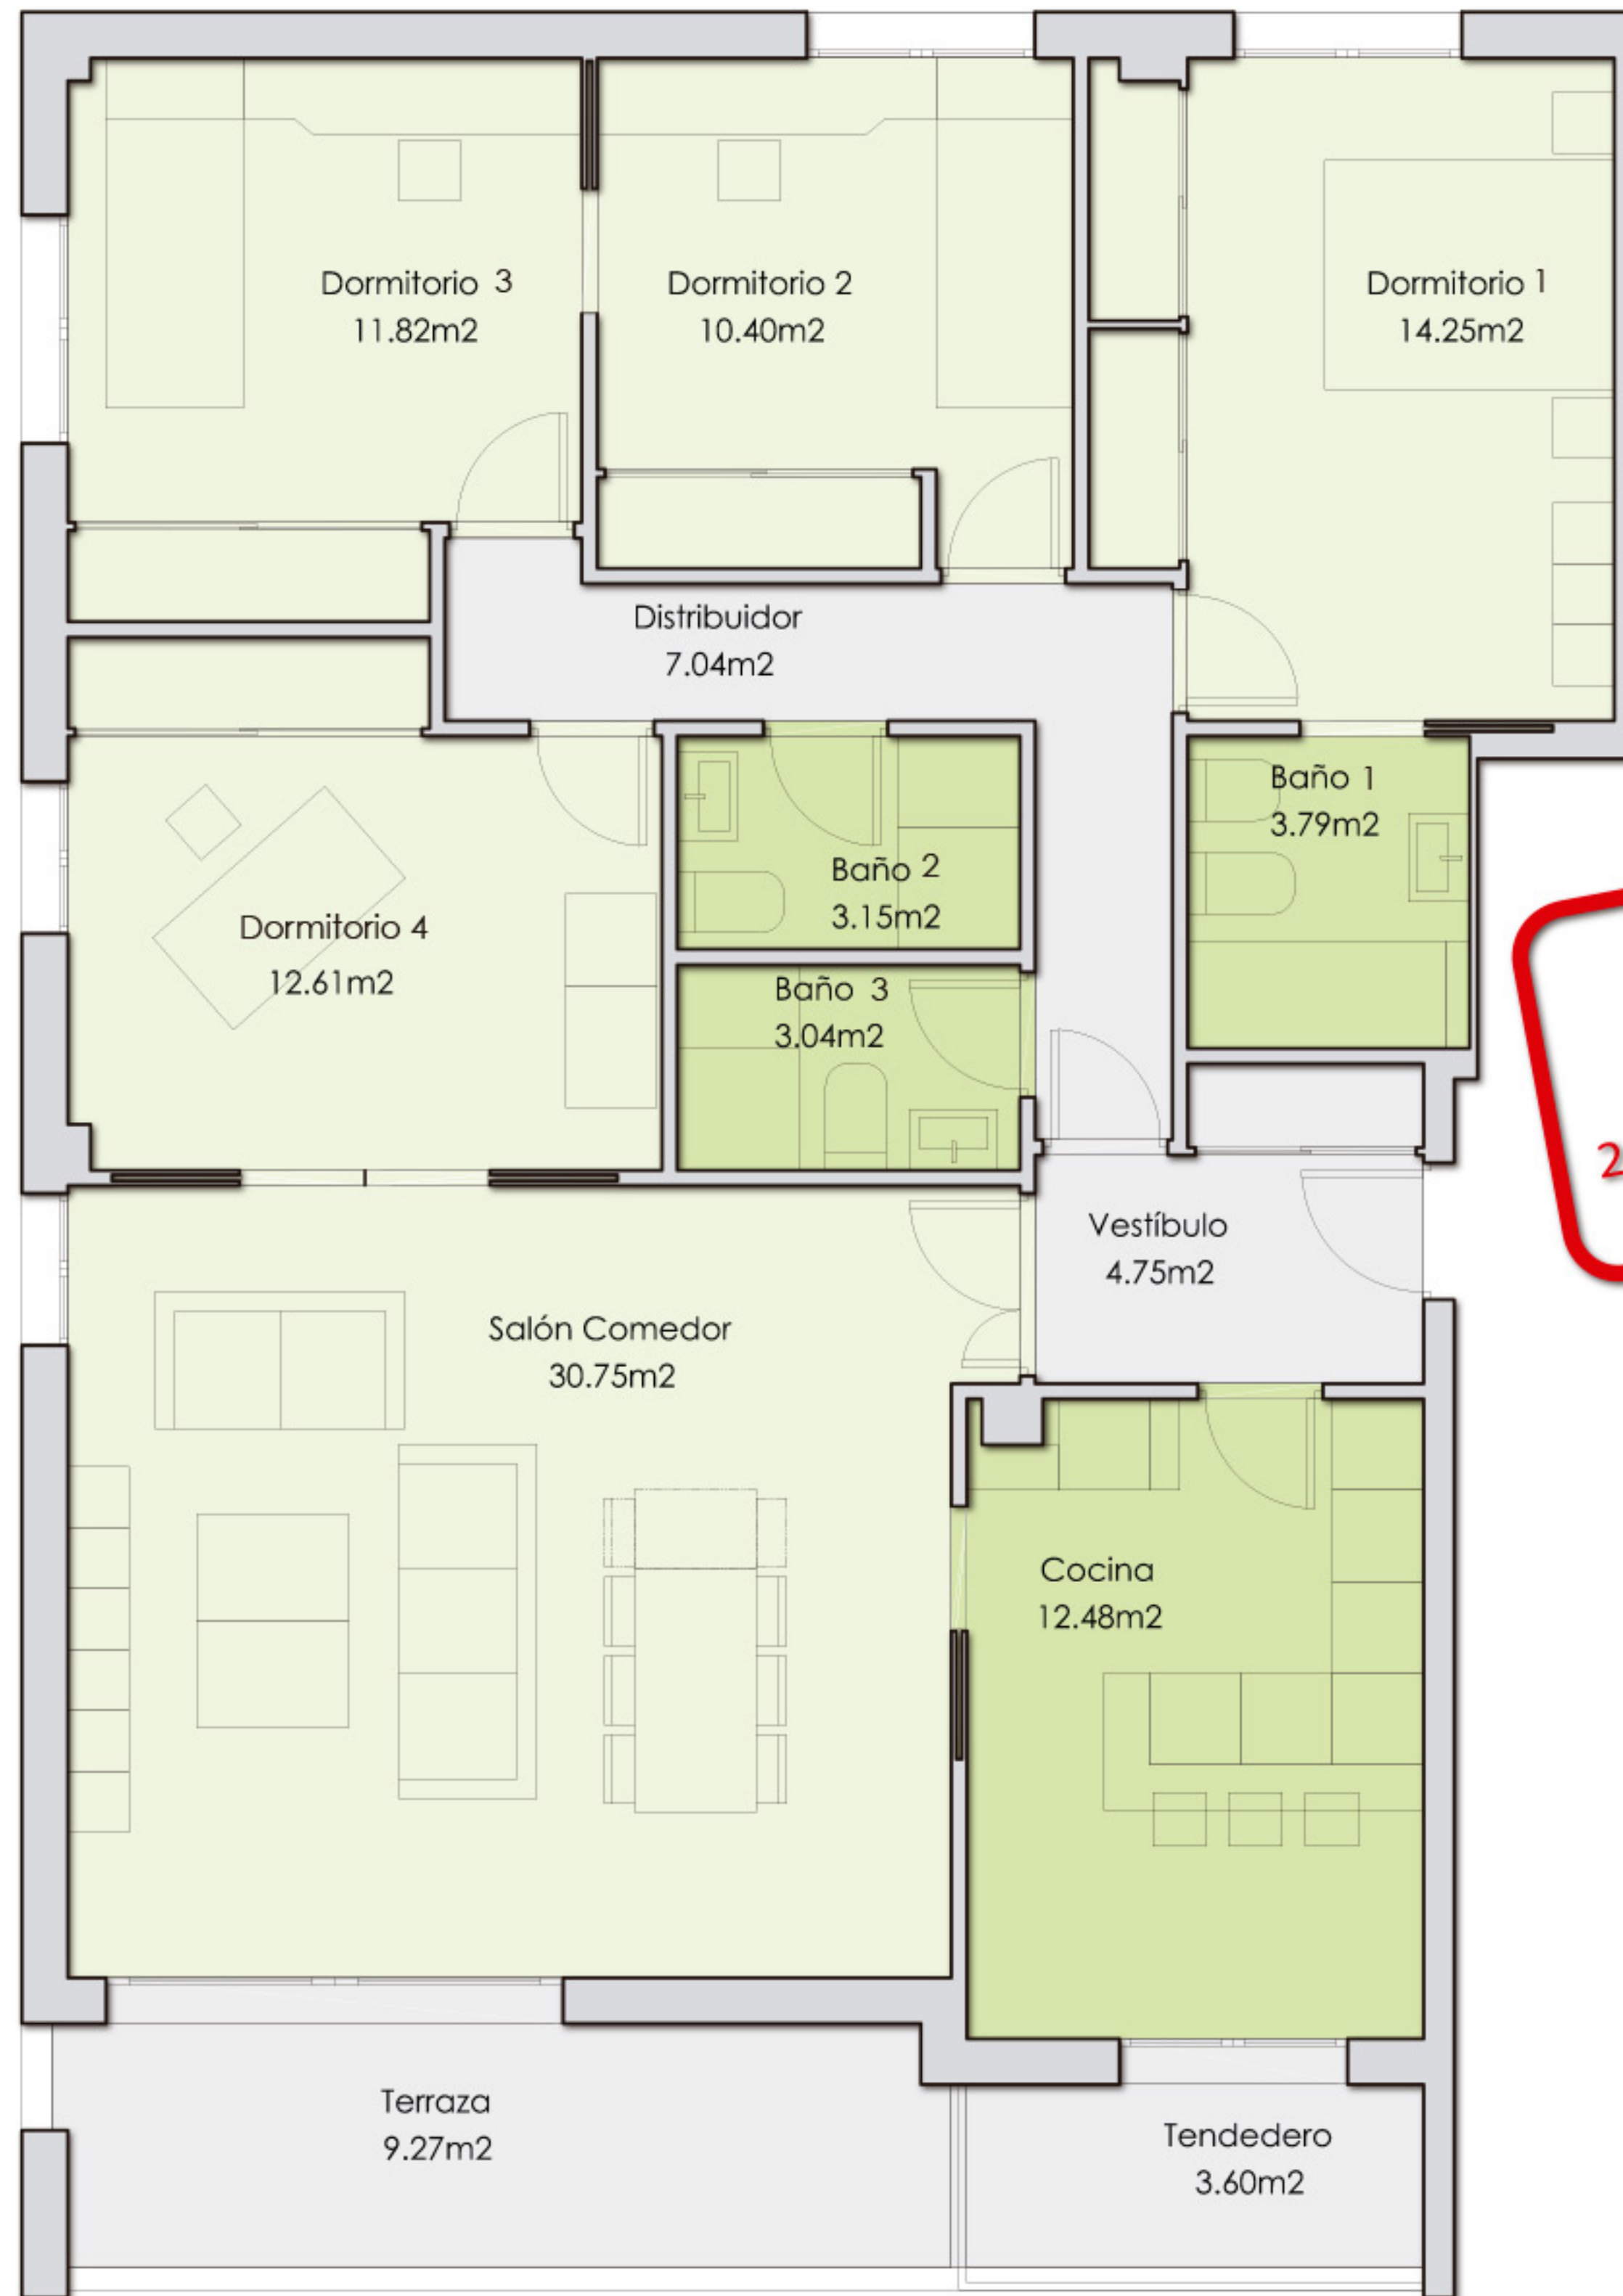 Dormitorio 3
11.82m2
Dormitorio 2
10.40m2
Dormitorio 1
14.25m2
Distribuidor
7.04m2
Baño 1
3.79m2
Baño 2
3.15m2
Dormitorio 4
12.61m2
Baño 3
3.04m2
2
Vestíbulo
4.75m2
Salón Comedor
30.75m2
Cocina
12.48m2
Terraza
9.27m2
Tendedero
3.60m2